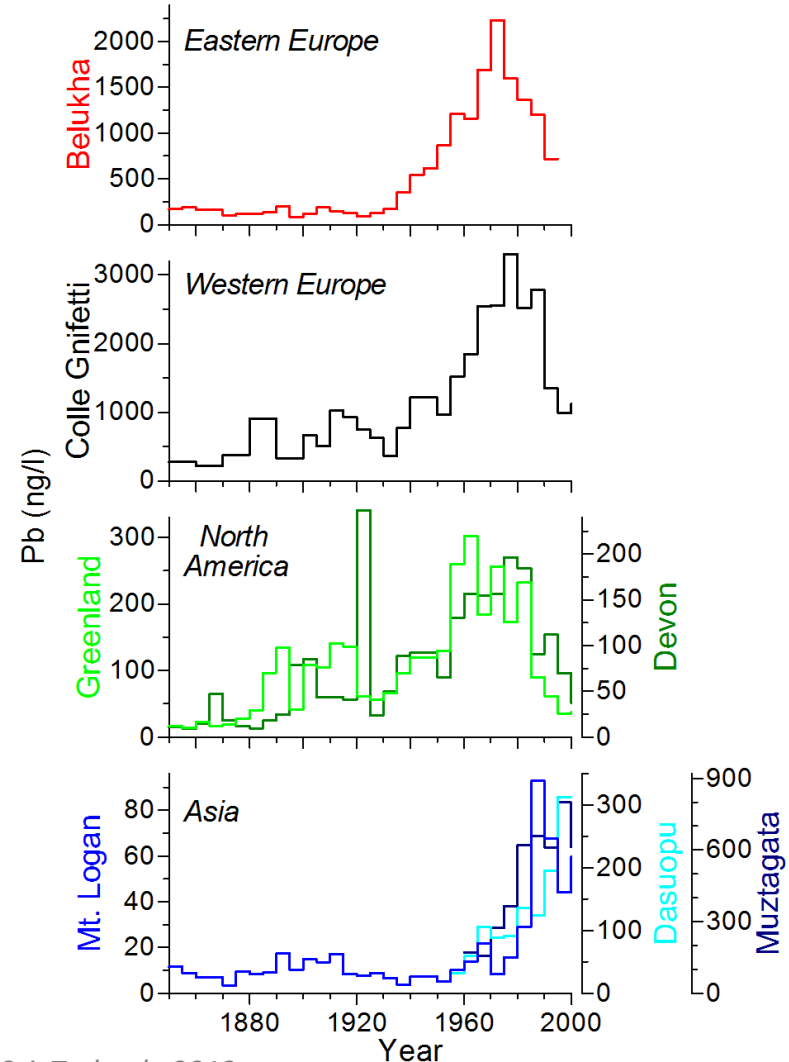 Eastern Europe
Belukha
2000
1500
1000
500
0
Western Europe
Colle Gnifetti
3000
2000
1000
0
Pb (ng/l)
North
America
Greenland
300
200
100
0
Devon
200
150
100
50
0
Asia
Mt. Logan
80
60
40
20
0
Dasuopu
300
200
100
0
Muztagata
900
600
300
0
1880 1920 1960 2000
Year